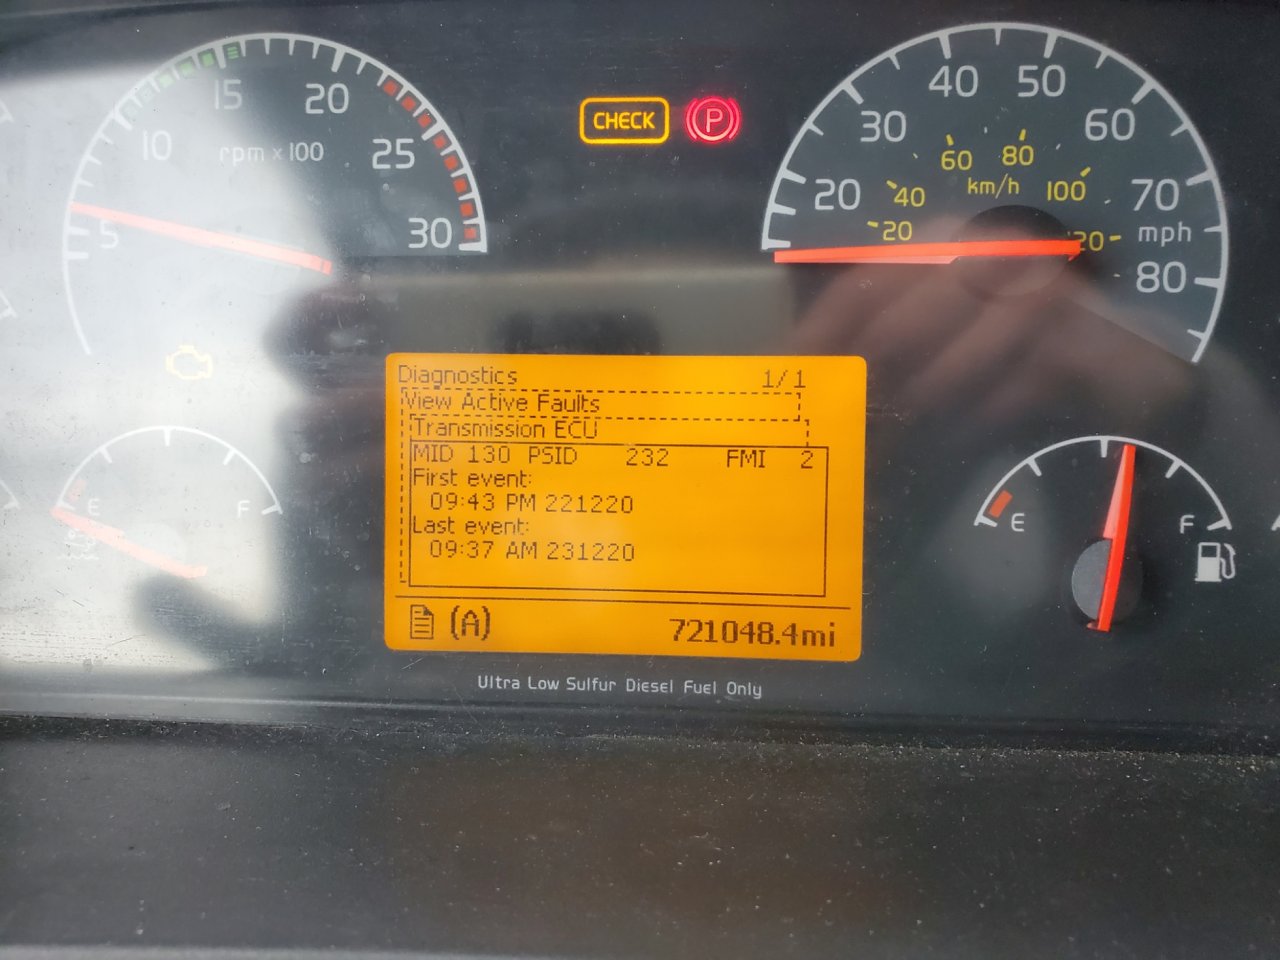 15
20
10
rpm x 100
25
5
30
CHECK
P
40
50
30
60
60
80
km/h
20
40
100
70
20
20
mph
80
E
F
Diagnostics 1/1
View Active Faults
Transmission ECU
MID 130 PSID 232 FMI 2
First event:
09:43 PM 221220
Last event:
09:37 AM 231220
(A) 721048.4mi
E
F
Ultra Low Sulfur Diesel Fuel Only